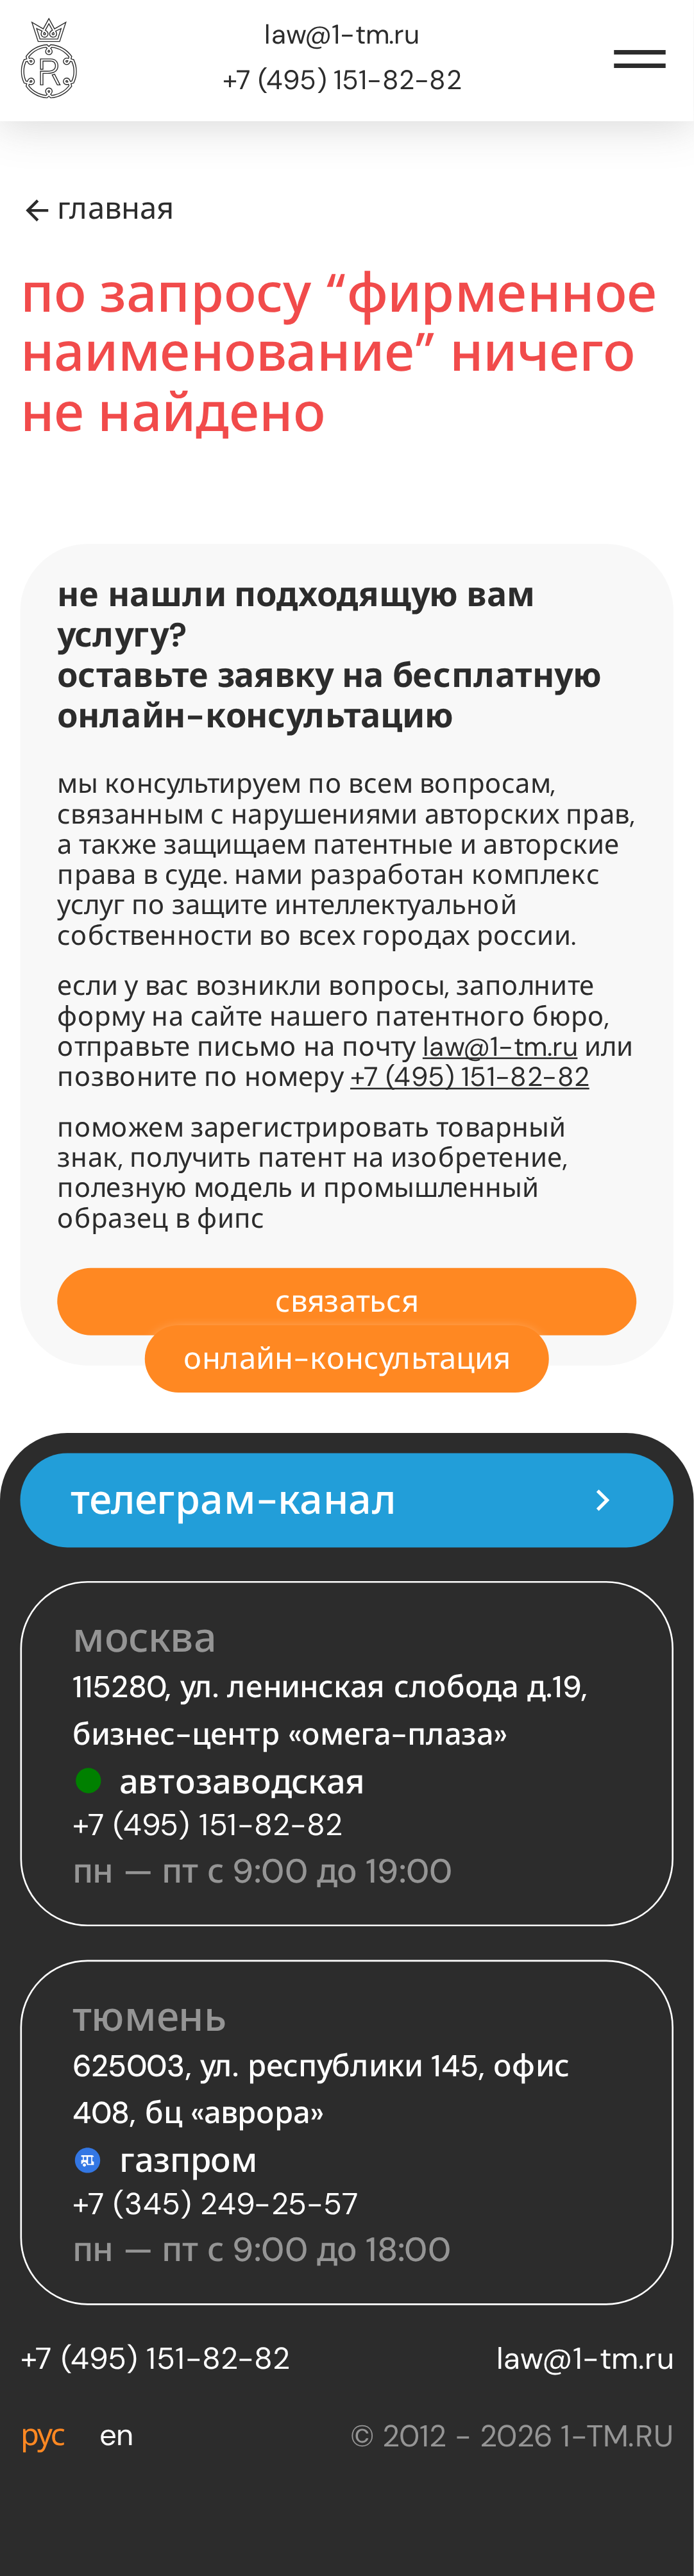 law@1-tm.ru
+7 (495) 151-82-82
R
← главная
по запросу “фирменное
наименование” ничего
не найдено
не нашли подходящую вам
услугу?
оставьте заявку на бесплатную
онлайн-консультацию
мы консультируем по всем вопросам,
связанным с нарушениями авторских прав,
а также защищаем патентные и авторские
права в суде. нами разработан комплекс
услуг по защите интеллектуальной
собственности во всех городах россии.
если у вас возникли вопросы, заполните
форму на сайте нашего патентного бюро,
отправьте письмо на почту law@1-tm.ru или
позвоните по номеру +7 (495) 151-82-82
поможем зарегистрировать товарный
знак, получить патент на изобретение,
полезную модель и промышленный
образец в фипс
связаться
онлайн-консультация
телеграм-канал
москва
115280, ул. ленинская слобода д.19,
бизнес-центр «омега-плаза»
автозаводская
+7 (495) 151-82-82
пн — пт с 9:00 до 19:00
тюмень
625003, ул. республики 145, офис
408, бц «аврора»
газпром
+7 (345) 249-25-57
пн — пт с 9:00 до 18:00
+7 (495) 151-82-82
law@1-tm.ru
рус en
© 2012 - 2026 1-TM.RU